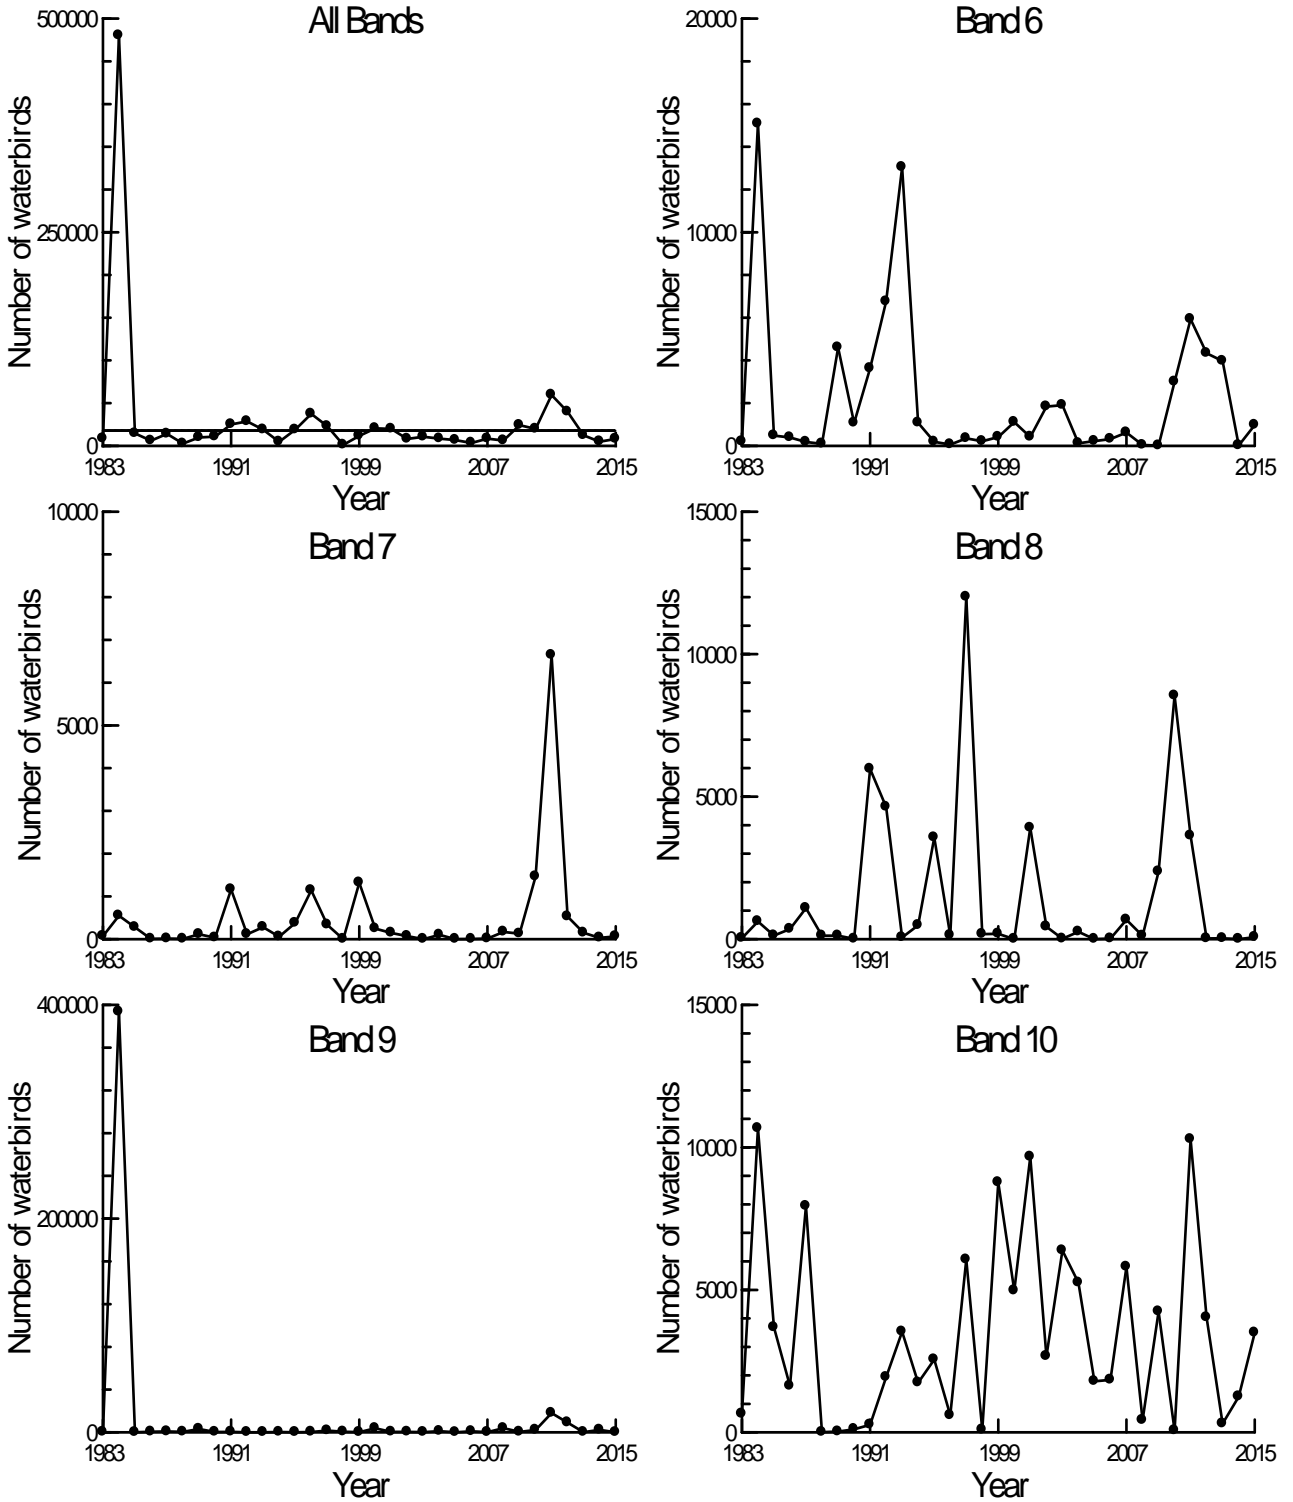 All Bands
500000
250000
0
Number of waterbirds
1983 1991 1999 2007 2015
Year
Band 6
20000
10000
0
Number of waterbirds
1983 1991 1999 2007 2015
Year
Band 7
10000
5000
0
Number of waterbirds
1983 1991 1999 2007 2015
Year
Band 8
15000
10000
5000
0
Number of waterbirds
1983 1991 1999 2007 2015
Year
Band 9
400000
200000
0
Number of waterbirds
1983 1991 1999 2007 2015
Year
Band 10
15000
10000
5000
0
Number of waterbirds
1983 1991 1999 2007 2015
Year